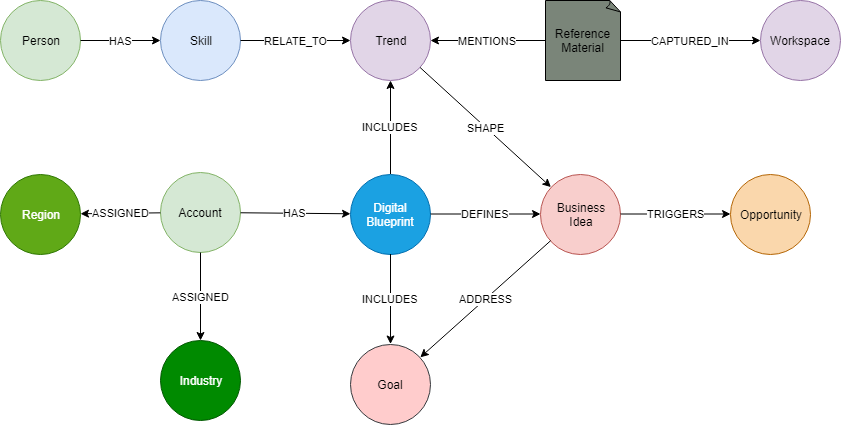 Person
HAS
Skill
RELATE_TO
Trend
MENTIONS
Reference
Material
CAPTURED_IN
Workspace
INCLUDES
SHAPE
Region
ASSIGNED
Account
HAS
Digital
Blueprint
DEFINES
Business
Idea
TRIGGERS
Opportunity
ASSIGNED
INCLUDES
ADDRESS
Industry
Goal